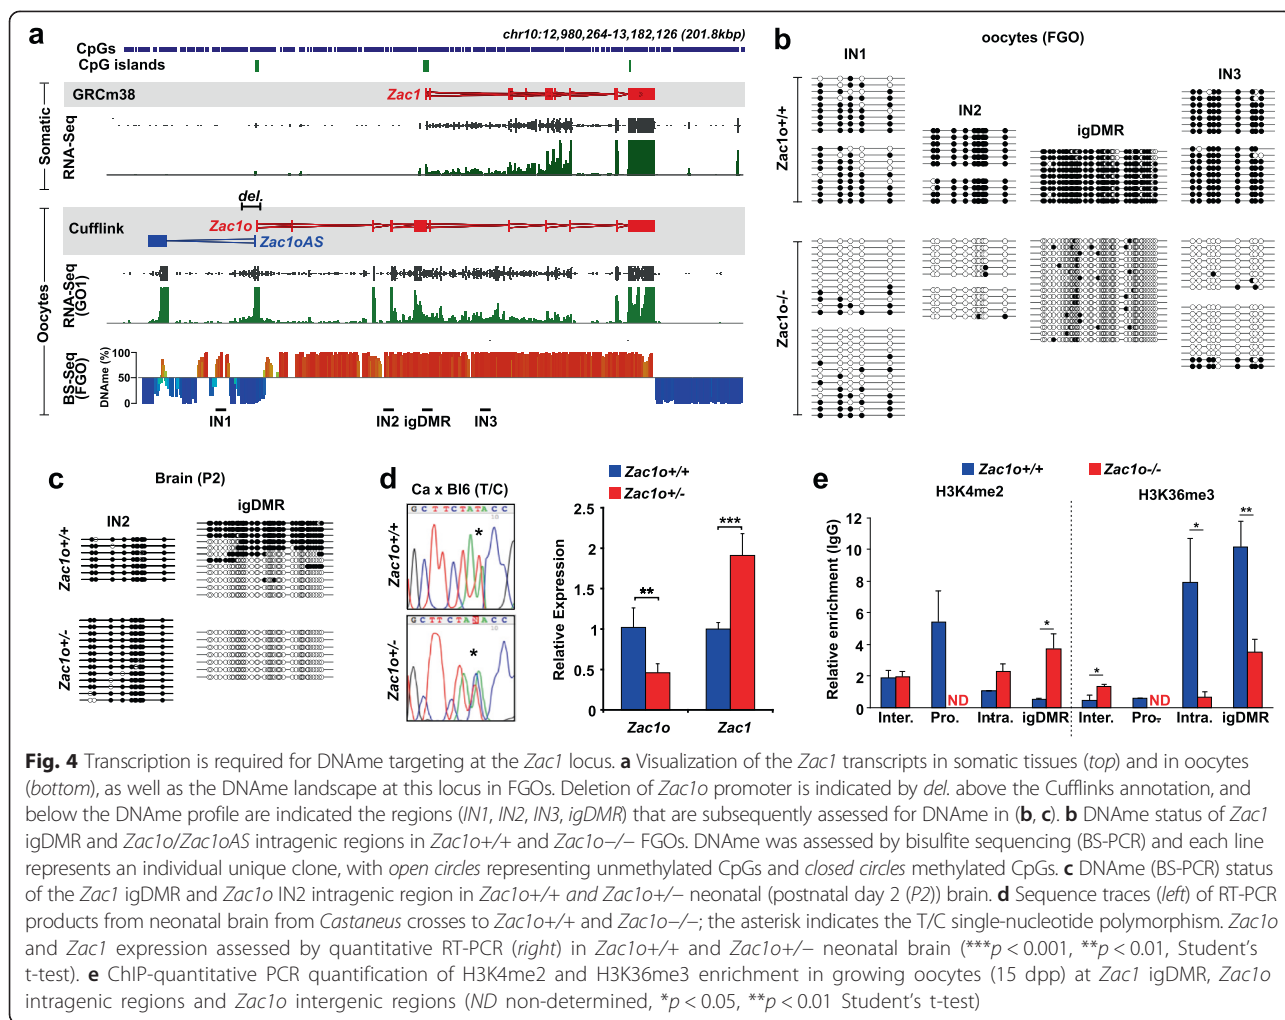 a
chr10:12,980,264-13,182,126 (201.8kbp)
CpGs
CpG islands
Somatic
GRCm38
Zac1
RNA-Seq
del.
Oocytes
Cufflink
Zac1o
Zac1oAS
RNA-Seq
(GO1)
BS-Seq
(FGO)
DNAme (%)
100
50
0
IN1
IN2 igDMR
IN3
b
oocytes (FGO)
IN1
IN2
igDMR
IN3
Zac1o+/+
Zac1o-/-
c
Brain (P2)
IN2
igDMR
Zac1o+/+
Zac1o+/-
d
Ca x Bl6 (T/C)
Zac1o+/+
G C T T C T A T A C C
*
Zac1o+/-
G C T T C T A N A C C
*
Zac1o+/+
Zac1o+/-
Relative Expression
2.5
2
1.5
1
0.5
0
**
***
Zac1o
Zac1
e
Zac1o+/+
Zac1o-/-
H3K4me2
H3K36me3
Relative enrichment (IgG)
12
10
8
6
4
2
0
ND
*
*
ND
*
**
Inter.
Pro.
Intra.
igDMR
Inter.
Pro.
Intra.
igDMR
Fig. 4 Transcription is required for DNAme targeting at the Zac1 locus. a Visualization of the Zac1 transcripts in somatic tissues (top) and in oocytes
(bottom), as well as the DNAme landscape at this locus in FGOs. Deletion of Zac1o promoter is indicated by del. above the Cufflinks annotation, and
below the DNAme profile are indicated the regions (IN1, IN2, IN3, igDMR) that are subsequently assessed for DNAme in (b, c). b DNAme status of Zac1
igDMR and Zac1o/Zac1oAS intragenic regions in Zac1o+/+ and Zac1o−/− FGOs. DNAme was assessed by bisulfite sequencing (BS-PCR) and each line
represents an individual unique clone, with open circles representing unmethylated CpGs and closed circles methylated CpGs. c DNAme (BS-PCR) status
of the Zac1 igDMR and Zac1o IN2 intragenic region in Zac1o+/+ and Zac1o+/− neonatal (postnatal day 2 (P2)) brain. d Sequence traces (left) of RT-PCR
products from neonatal brain from Castaneus crosses to Zac1o+/+ and Zac1o−/−; the asterisk indicates the T/C single-nucleotide polymorphism. Zac1o
and Zac1 expression assessed by quantitative RT-PCR (right) in Zac1o+/+ and Zac1o+/− neonatal brain (***p < 0.001, **p < 0.01, Student’s
t-test). e ChIP-quantitative PCR quantification of H3K4me2 and H3K36me3 enrichment in growing oocytes (15 dpp) at Zac1 igDMR, Zac1o
intragenic regions and Zac1o intergenic regions (ND non-determined, *p < 0.05, **p < 0.01 Student’s t-test)